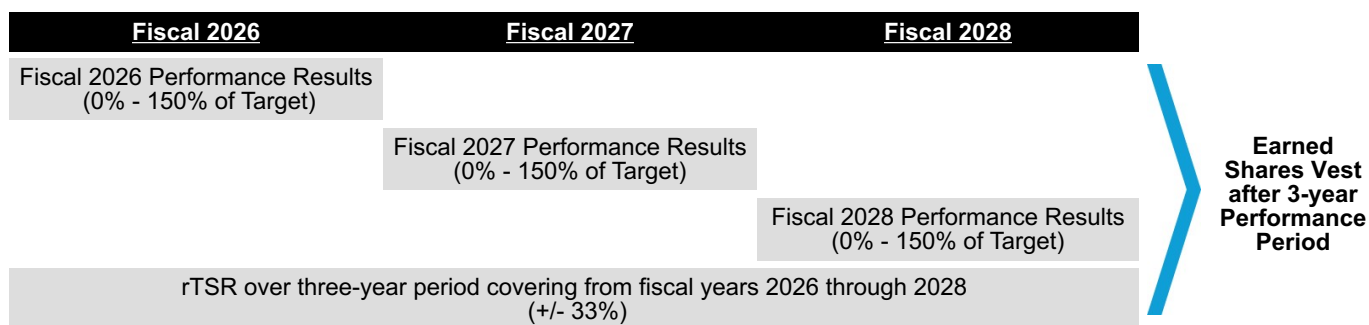 Fiscal 2026
Fiscal 2027
Fiscal 2028
Fiscal 2026 Performance Results
(0% - 150% of Target)
Fiscal 2027 Performance Results
(0% - 150% of Target)
Fiscal 2028 Performance Results
(0% - 150% of Target)
rTSR over three-year period covering from fiscal years 2026 through 2028
(+/- 33%)
Earned
Shares Vest
after 3-year
Performance
Period